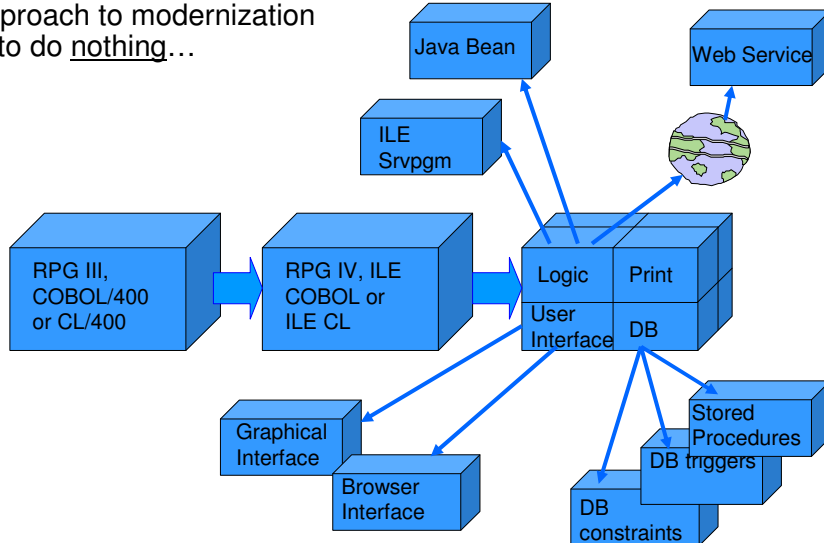 proach to modernization
to do nothing…
Java Bean
Web Service
ILE
Srvpgm
RPG III,
COBOL/400
or CL/400
RPG IV, ILE
COBOL or
ILE CL
Logic
Print
User
Interface
DB
Graphical
Interface
Browser
Interface
Stored
Procedures
DB triggers
DB
constraints